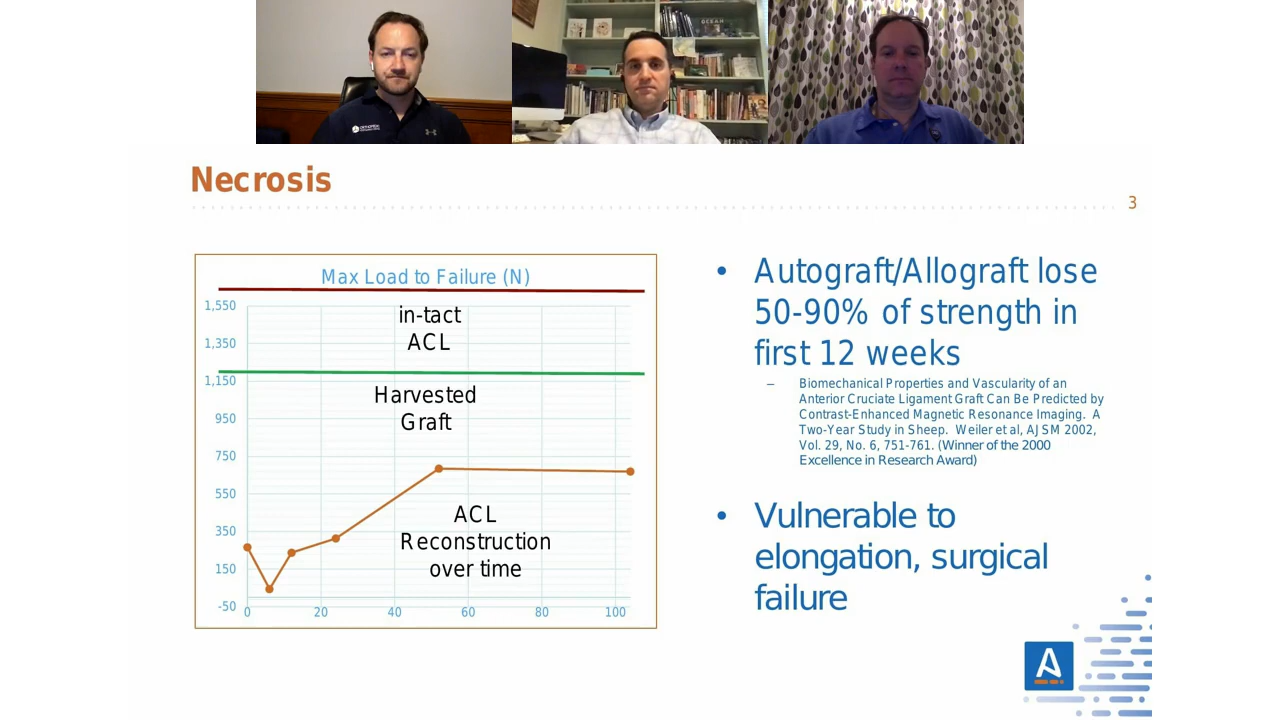 Necrosis
3
Max Load to Failure (N)
1,550
1,350
1,150
950
750
550
350
150
-50
0 20 40 60 80 100
in-tact
ACL
Harvested
Graft
ACL
Reconstruction
over time
• Autograft/Allograft lose
50-90% of strength in
first 12 weeks
– Biomechanical Properties and Vascularity of an
Anterior Cruciate Ligament Graft Can Be Predicted by
Contrast-Enhanced Magnetic Resonance Imaging. A
Two-Year Study in Sheep. Weiler et al, AJSM 2002,
Vol. 29, No. 6, 751-761. (Winner of the 2000
Excellence in Research Award)
• Vulnerable to
elongation, surgical
failure
A
OCEAN